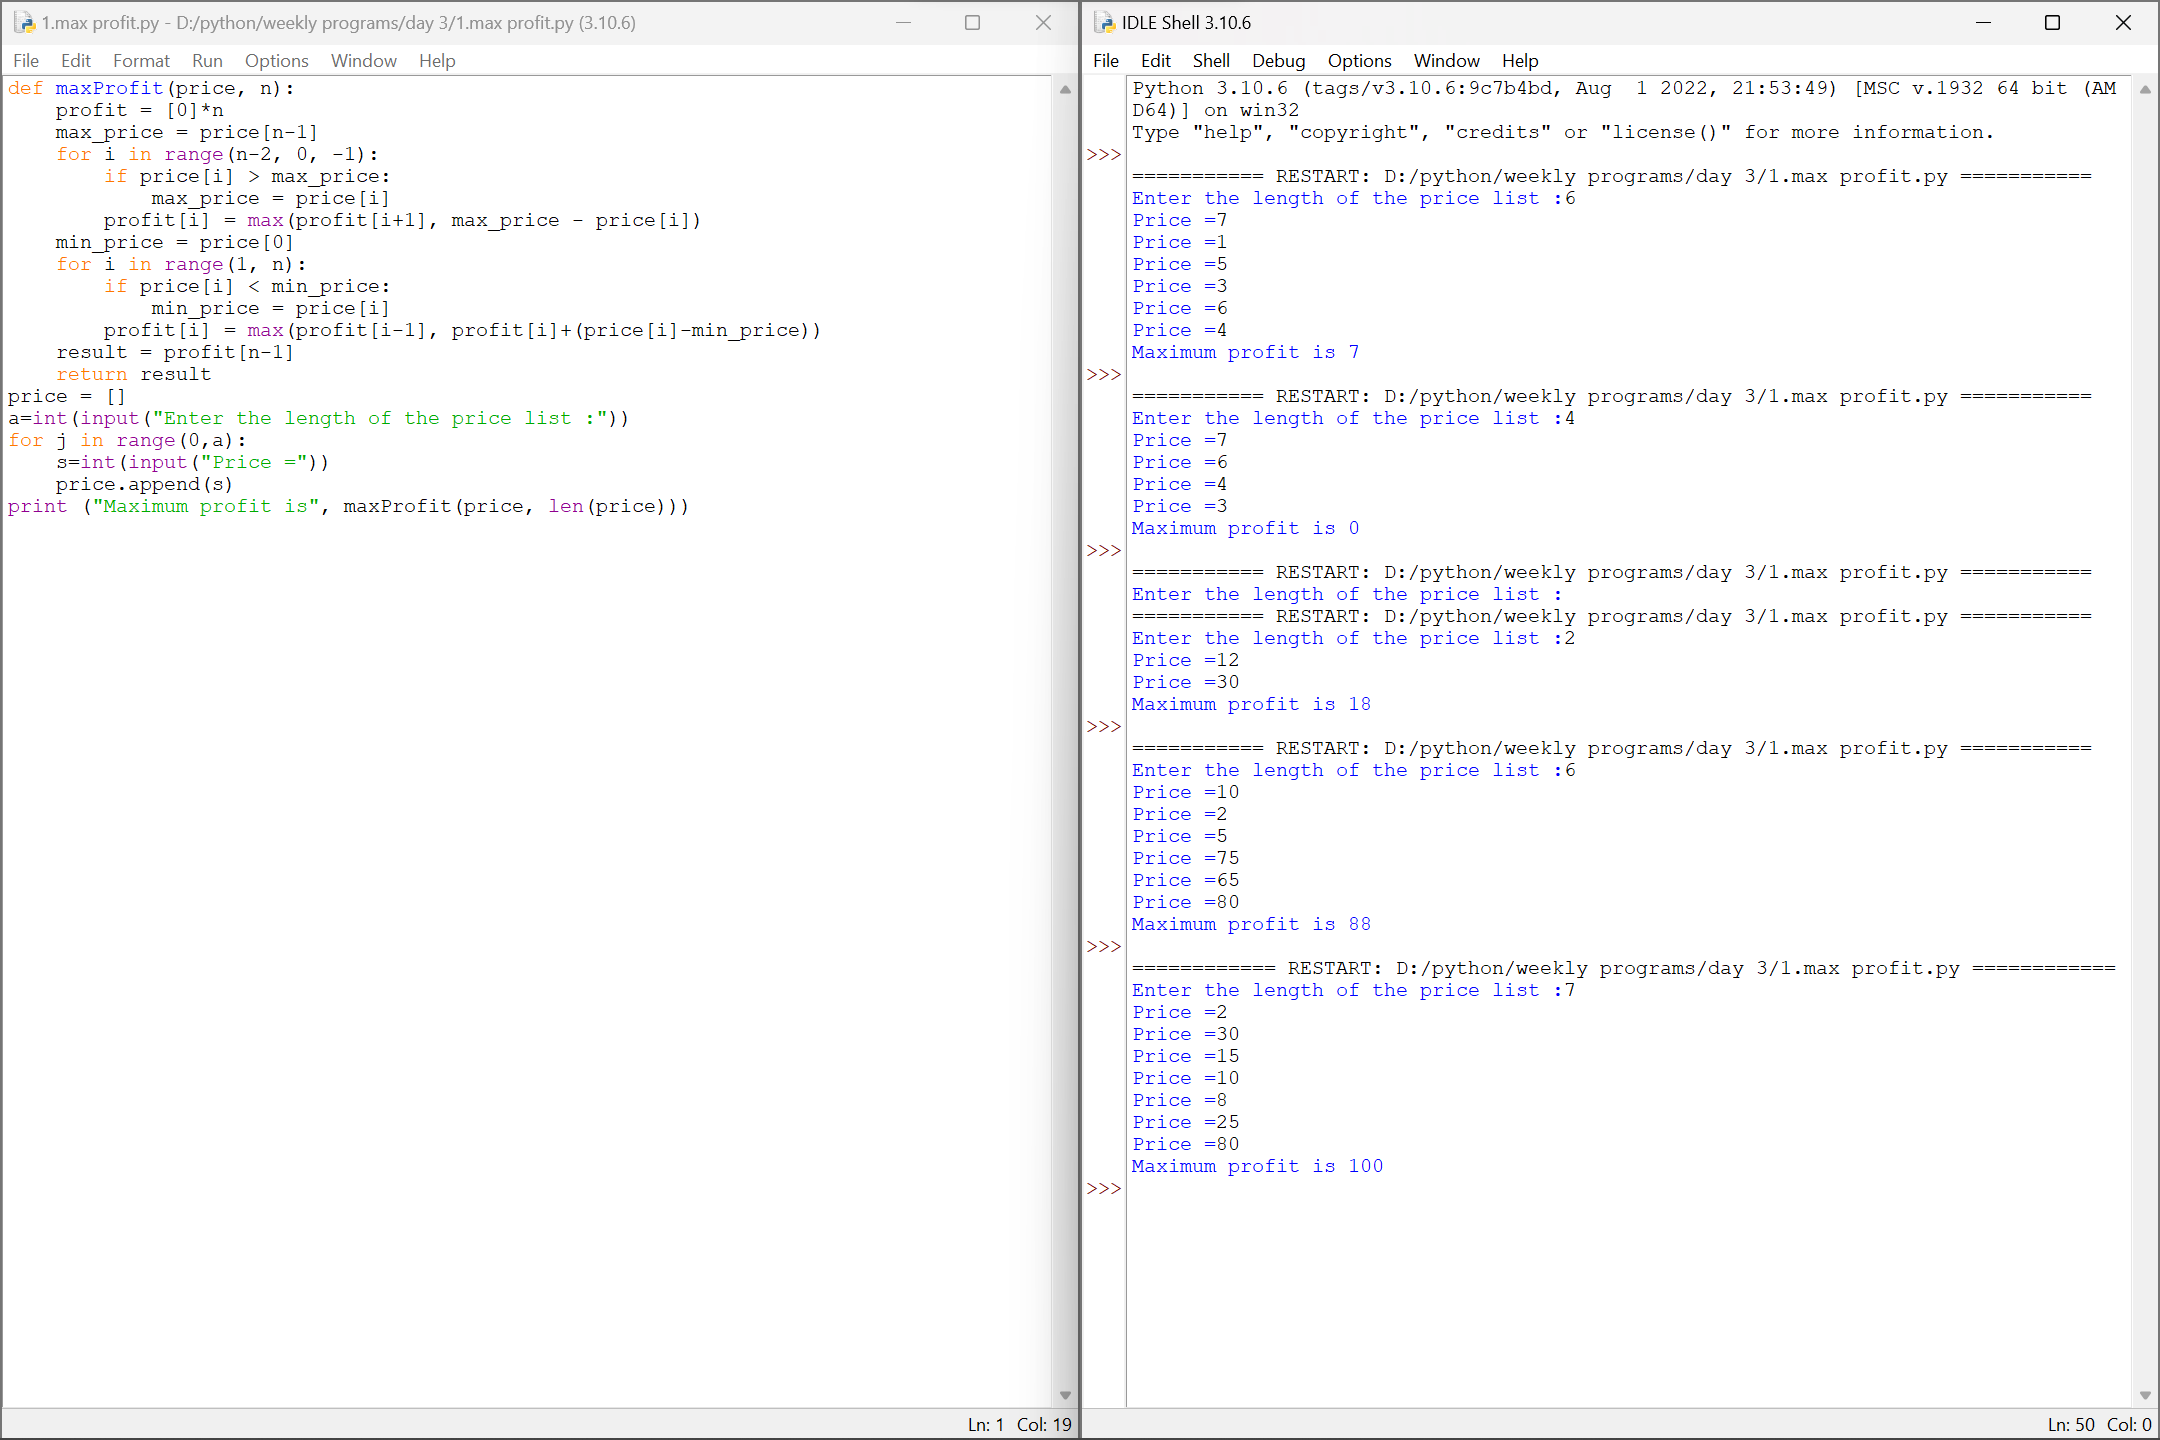 1.max profit.py - D:/python/weekly programs/day 3/1.max profit.py (3.10.6)
File Edit Format Run Options Window Help
def maxProfit(price, n):
    profit = [0]*n
    max_price = price[n-1]
    for i in range(n-2, 0, -1):
        if price[i] > max_price:
            max_price = price[i]
        profit[i] = max(profit[i+1], max_price - price[i])
    min_price = price[0]
    for i in range(1, n):
        if price[i] < min_price:
            min_price = price[i]
        profit[i] = max(profit[i-1], profit[i]+(price[i]-min_price))
    result = profit[n-1]
    return result
price = []
a=int(input("Enter the length of the price list :"))
for j in range(0,a):
    s=int(input("Price ="))
    price.append(s)
print ("Maximum profit is", maxProfit(price, len(price)))
Ln: 1 Col: 19
IDLE Shell 3.10.6
File Edit Shell Debug Options Window Help
Python 3.10.6 (tags/v3.10.6:9c7b4bd, Aug  1 2022, 21:53:49) [MSC v.1932 64 bit (AM
D64)] on win32
Type "help", "copyright", "credits" or "license()" for more information.
>>>
=========== RESTART: D:/python/weekly programs/day 3/1.max profit.py ===========
Enter the length of the price list :6
Price =7
Price =1
Price =5
Price =3
Price =6
Price =4
Maximum profit is 7
>>>
=========== RESTART: D:/python/weekly programs/day 3/1.max profit.py ===========
Enter the length of the price list :4
Price =7
Price =6
Price =4
Price =3
Maximum profit is 0
>>>
=========== RESTART: D:/python/weekly programs/day 3/1.max profit.py ===========
Enter the length of the price list :
=========== RESTART: D:/python/weekly programs/day 3/1.max profit.py ===========
Enter the length of the price list :2
Price =12
Price =30
Maximum profit is 18
>>>
=========== RESTART: D:/python/weekly programs/day 3/1.max profit.py ===========
Enter the length of the price list :6
Price =10
Price =2
Price =5
Price =75
Price =65
Price =80
Maximum profit is 88
>>>
============ RESTART: D:/python/weekly programs/day 3/1.max profit.py ============
Enter the length of the price list :7
Price =2
Price =30
Price =15
Price =10
Price =8
Price =25
Price =80
Maximum profit is 100
>>>
Ln: 50 Col: 0